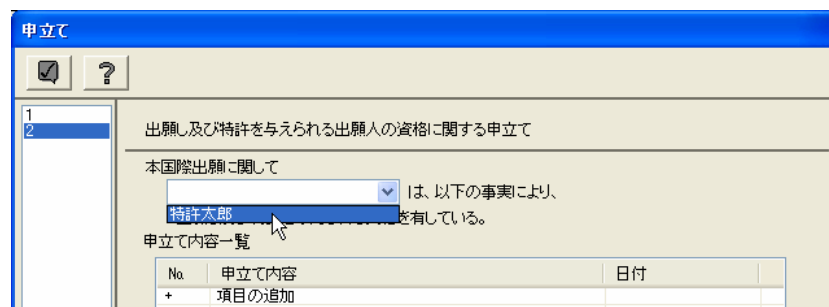 申立て
?
1
2
出願し及び特許を与えられる出願人の資格に関する申立て
本国際出願に関して
は、以下の事実により、
特許太郎
を有している。
申立て内容一覧
No. 申立て内容 日付
+ 項目の追加